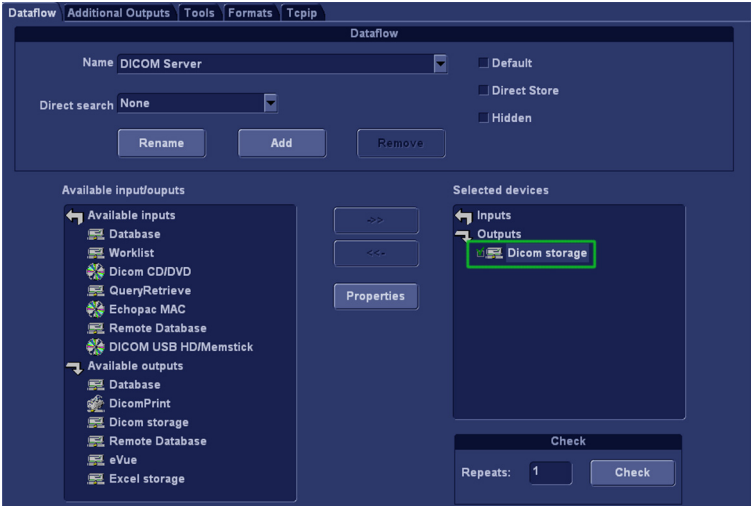 Dataflow Additional Outputs Tools Formats Tcpip
Dataflow
Name DICOM Server
Default
Direct Store
Direct search None
Hidden
Rename Add Remove
Available input/ouputs
Available inputs
Database
Worklist
Dicom CD/DVD
QueryRetrieve
Echopac MAC
Remote Database
DICOM USB HD/Memstick
Available outputs
Database
DicomPrint
Dicom storage
Remote Database
eVue
Excel storage
->>
<<-
Properties
Selected devices
Inputs
Outputs
Dicom storage
Check
Repeats: 1 Check